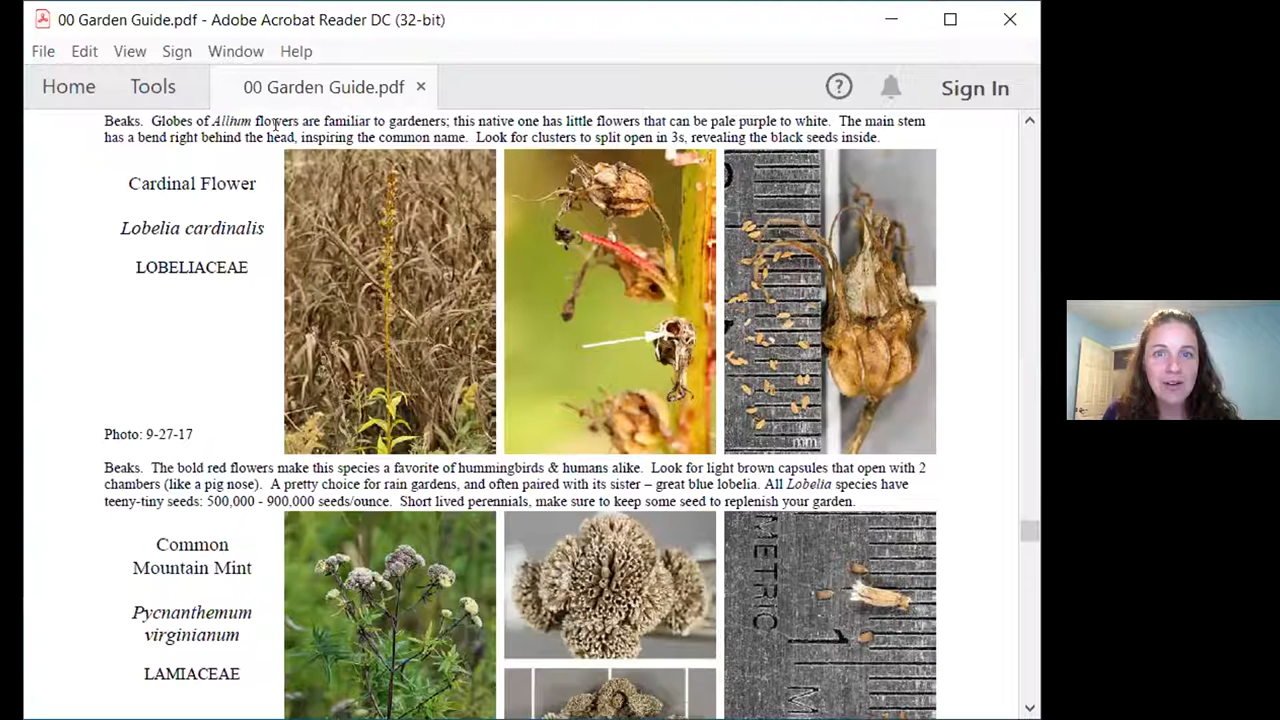 00 Garden Guide.pdf - Adobe Acrobat Reader DC (32-bit)
File Edit View Sign Window Help
Home Tools 00 Garden Guide.pdf × ? Sign In
Beaks. Globes of Allium flowers are familiar to gardeners; this native one has little flowers that can be pale purple to white. The main stem
has a bend right behind the head, inspiring the common name. Look for clusters to split open in 3s, revealing the black seeds inside.
Cardinal Flower
Lobelia cardinalis
LOBELIACEAE
mm
Photo: 9-27-17
Beaks. The bold red flowers make this species a favorite of hummingbirds & humans alike. Look for light brown capsules that open with 2
chambers (like a pig nose). A pretty choice for rain gardens, and often paired with its sister – great blue lobelia. All Lobelia species have
teeny-tiny seeds: 500,000 - 900,000 seeds/ounce. Short lived perennials, make sure to keep some seed to replenish your garden.
Common
Mountain Mint
Pycnanthemum
virginianum
LAMIACEAE
METRIC
1
M